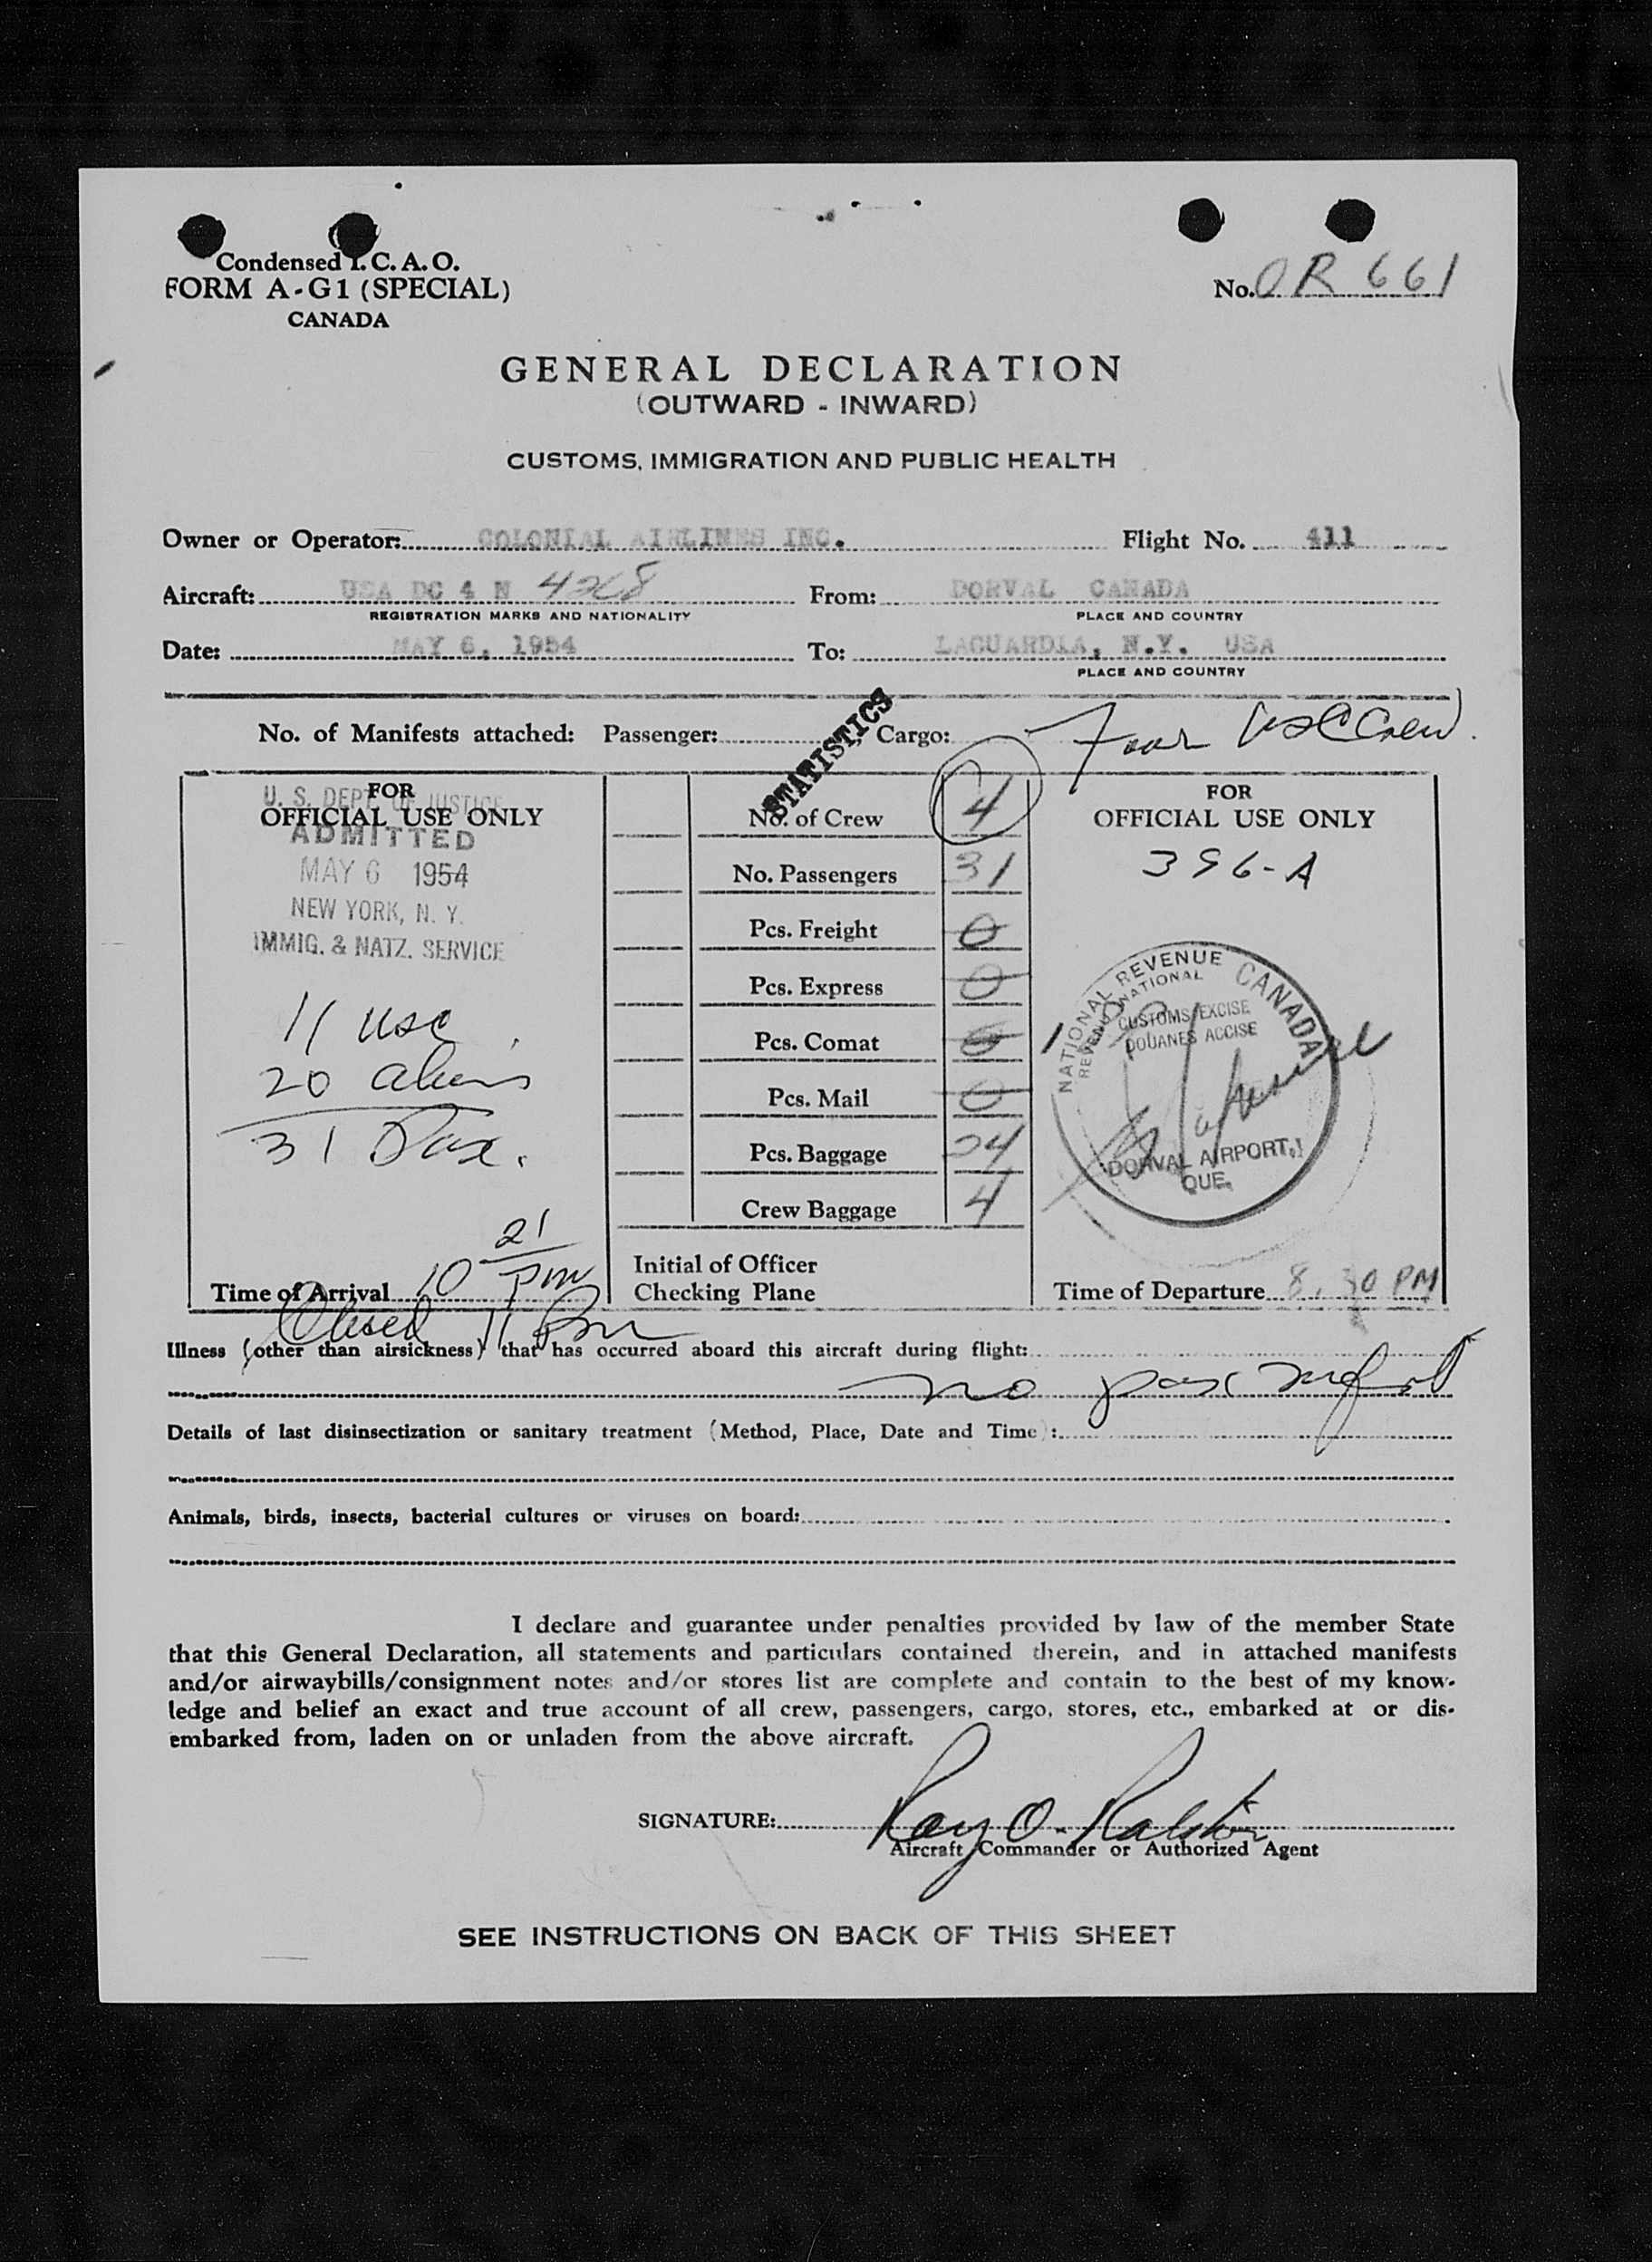 Condensed I. C. A. O.
FORM A-G1 (SPECIAL)
CANADA
No. OR 661
GENERAL DECLARATION
(OUTWARD - INWARD)
CUSTOMS, IMMIGRATION AND PUBLIC HEALTH
Owner or Operator: COLONIAL AIRLINES INC. Flight No. 411
Aircraft: USA DC 4 N 4268 From: DORVAL CANADA
REGISTRATION MARKS AND NATIONALITY PLACE AND COUNTRY
Date: MAY 6, 1954 To: LAGUARDIA, N.Y. USA
PLACE AND COUNTRY
No. of Manifests attached: Passenger: Cargo: Four USC Crew.
STATISTICS
FOR
OFFICIAL USE ONLY
U. S. DEPT. OF JUSTICE
ADMITTED
MAY 6 1954
NEW YORK, N. Y.
IMMIG. & NATZ. SERVICE
11 usc
20 aliens
31 Pax.
Time of Arrival 10 21 pm
Closed 11 Pm
No. of Crew 4
No. Passengers 31
Pcs. Freight 0
Pcs. Express 0
Pcs. Comat 0
Pcs. Mail 0
Pcs. Baggage 24
Crew Baggage 4
Initial of Officer
Checking Plane
FOR
OFFICIAL USE ONLY
396-A
NATIONAL REVENUE CANADA
REVENU NATIONAL
CUSTOMS EXCISE
DOUANES ACCISE
DORVAL AIRPORT,
QUE.
Time of Departure 8.30 PM
Illness (other than airsickness) that has occurred aboard this aircraft during flight:
no pax
Details of last disinsectization or sanitary treatment (Method, Place, Date and Time):
Animals, birds, insects, bacterial cultures or viruses on board:
I declare and guarantee under penalties provided by law of the member State
that this General Declaration, all statements and particulars contained therein, and in attached manifests
and/or airwaybills/consignment notes and/or stores list are complete and contain to the best of my know-
ledge and belief an exact and true account of all crew, passengers, cargo, stores, etc., embarked at or dis-
embarked from, laden on or unladen from the above aircraft.
SIGNATURE: Ray O. Ralston
Aircraft Commander or Authorized Agent
SEE INSTRUCTIONS ON BACK OF THIS SHEET